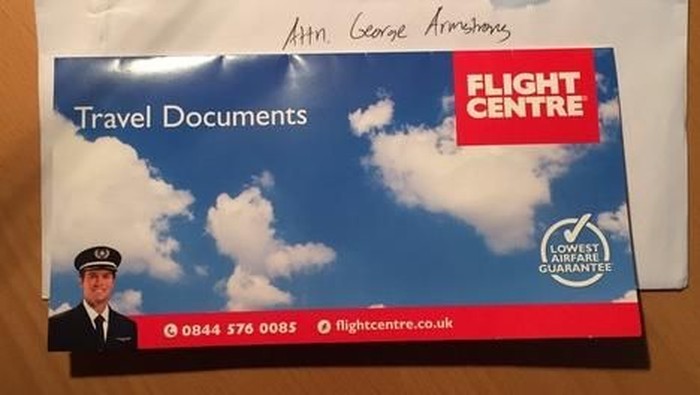 Attn. George Armstrong
FLIGHT
CENTRE®
Travel Documents
LOWEST
AIRFARE
GUARANTEE
0844 576 0085 flightcentre.co.uk